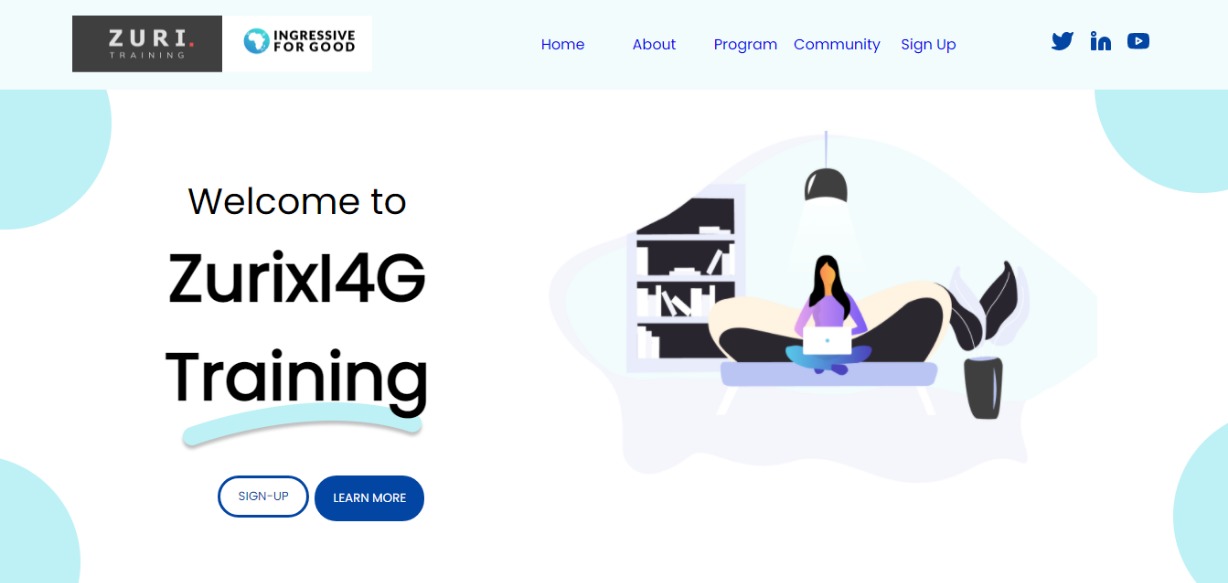 ZURI.
TRAINING
INGRESSIVE
FOR GOOD
Home About Program Community Sign Up
Welcome to
ZurixI4G
Training
SIGN-UP LEARN MORE